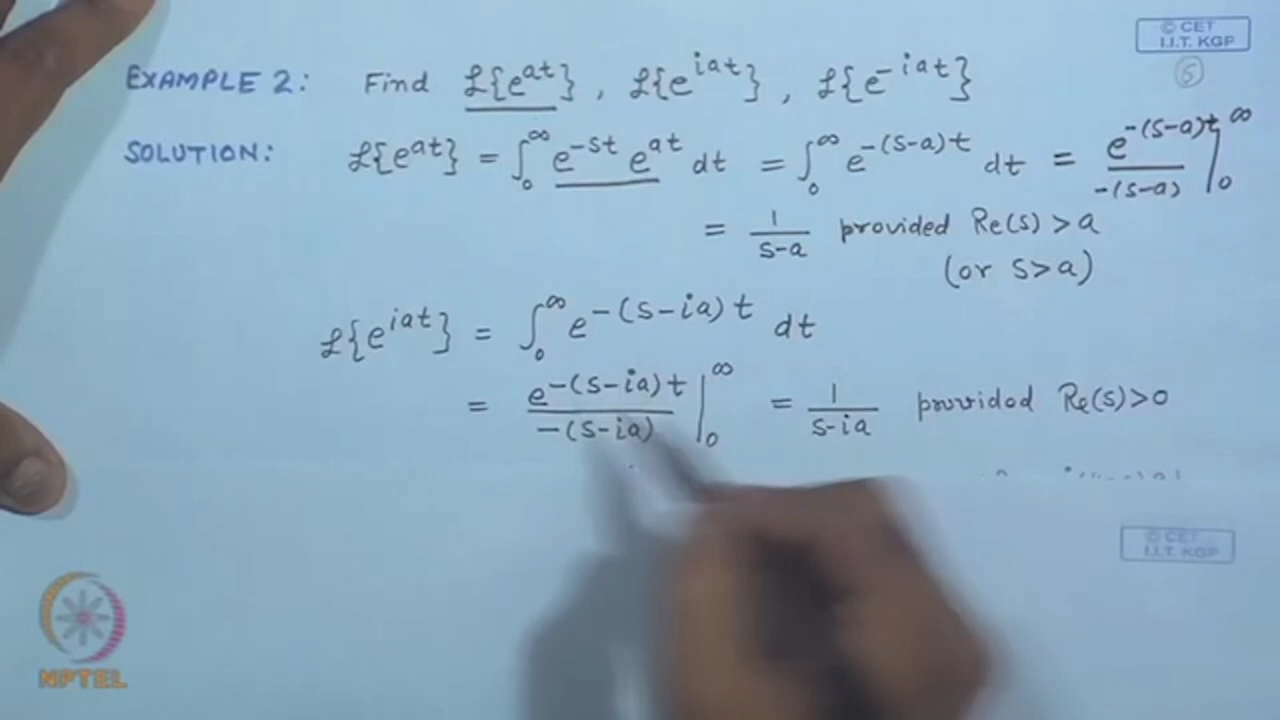 © CET
I.I.T. KGP
5
EXAMPLE 2: Find ℒ{e^{at}}, ℒ{e^{iat}}, ℒ{e^{-iat}}
SOLUTION: ℒ{e^{at}} = ∫_0^∞ e^{-st} e^{at} dt = ∫_0^∞ e^{-(s-a)t} dt = e^{-(s-a)t}/-(s-a) |_0^∞
= 1/(s-a) provided Re(s) > a
(or s > a)
ℒ{e^{iat}} = ∫_0^∞ e^{-(s-ia)t} dt
= e^{-(s-ia)t}/-(s-ia) |_0^∞ = 1/(s-ia) provided Re(s) > 0
© CET
I.I.T. KGP
NPTEL